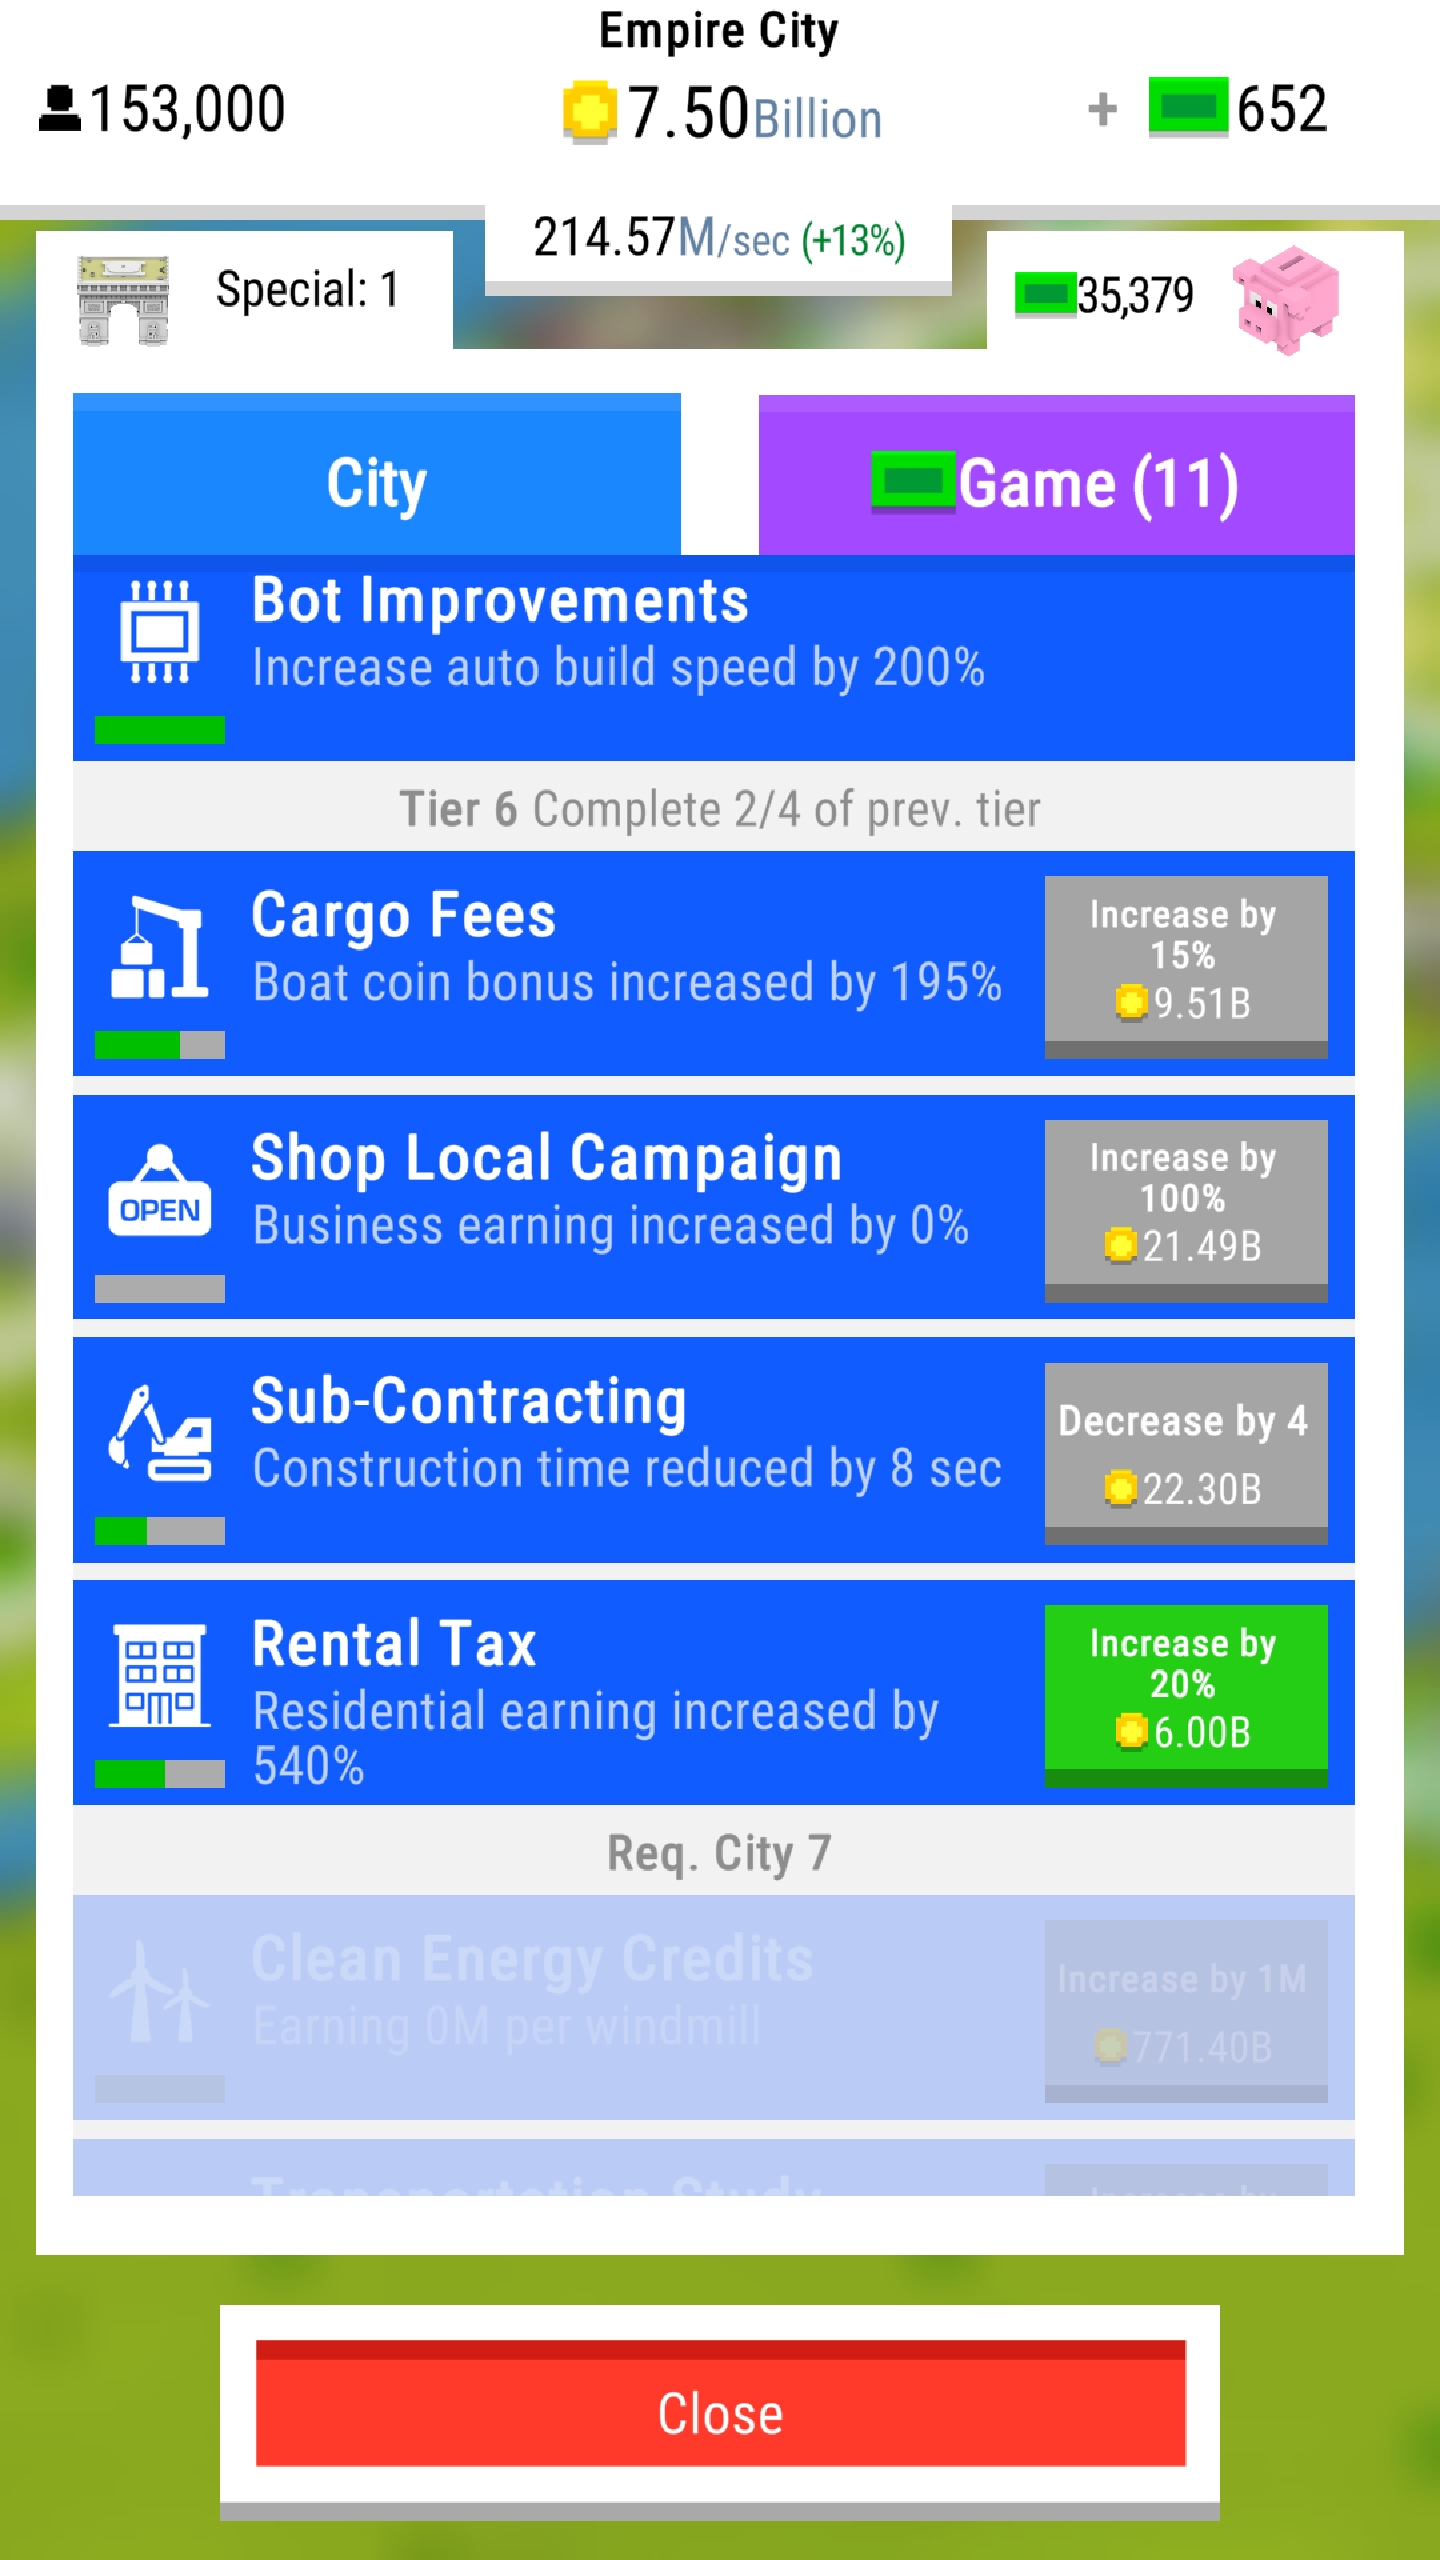 Empire City
153,000
7.50Billion
+ 652
214.57M/sec (+13%)
Special: 1
35,379
City
Game (11)
Bot Improvements
Increase auto build speed by 200%
Tier 6 Complete 2/4 of prev. tier
Cargo Fees
Boat coin bonus increased by 195%
Increase by
15%
9.51B
Shop Local Campaign
Business earning increased by 0%
OPEN
Increase by
100%
21.49B
Sub-Contracting
Construction time reduced by 8 sec
Decrease by 4
22.30B
Rental Tax
Residential earning increased by
540%
Increase by
20%
6.00B
Req. City 7
Clean Energy Credits
Earning 0M per windmill
Increase by 1M
771.40B
Transportation Study
Increase by
Close